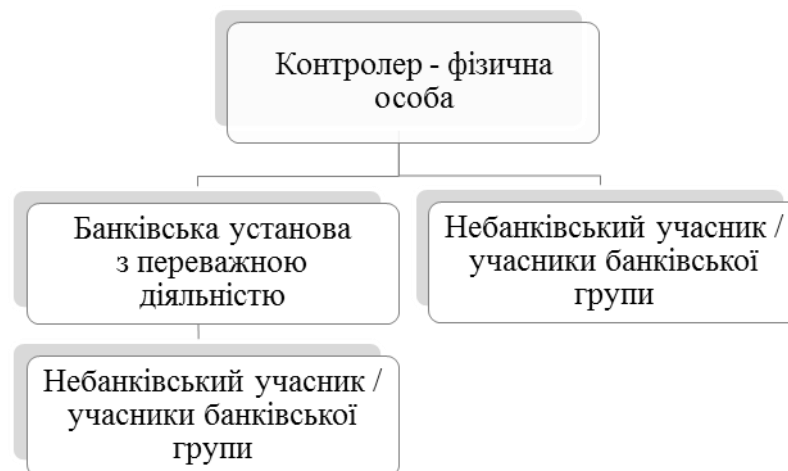 Контролер - фізична
особа
Банківська установа
з переважною
діяльністю
Небанківський учасник /
учасники банківської
групи
Небанківський учасник /
учасники банківської
групи